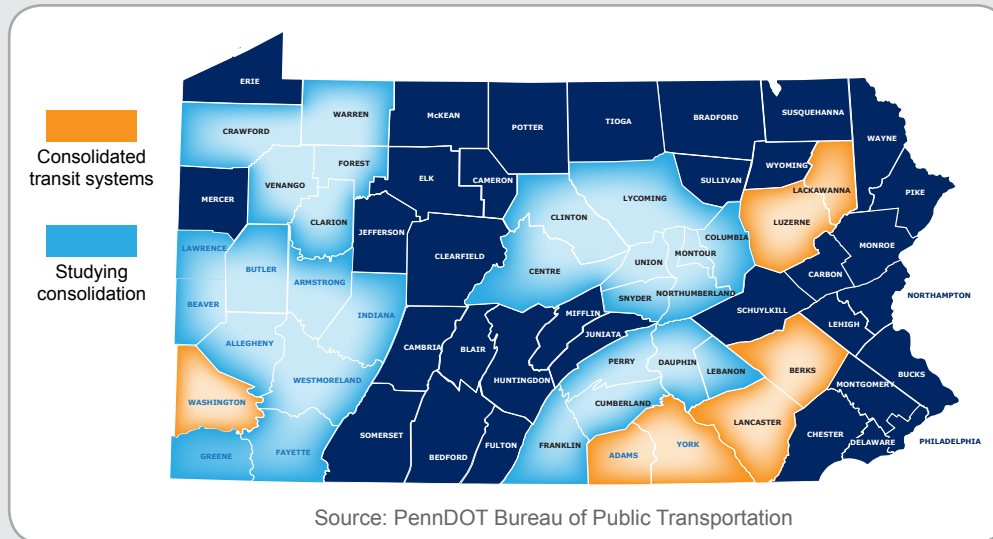 ERIE
WARREN
McKEAN
SUSQUEHANNA
CRAWFORD
POTTER
TIOGA
BRADFORD
WAYNE
Consolidated
transit systems
FOREST
WYOMING
VENANGO
ELK
CAMERON
SULLIVAN
LACKAWANNA
PIKE
MERCER
LYCOMING
CLARION
CLINTON
LUZERNE
JEFFERSON
COLUMBIA
LAWRENCE
MONROE
CLEARFIELD
MONTOUR
UNION
BUTLER
CENTRE
CARBON
Studying
consolidation
ARMSTRONG
SNYDER
NORTHUMBERLAND
NORTHAMPTON
BEAVER
MIFFLIN
SCHUYLKILL
INDIANA
LEHIGH
JUNIATA
ALLEGHENY
CAMBRIA
BLAIR
PERRY
DAUPHIN
LEBANON
BERKS
BUCKS
WESTMORELAND
HUNTINGDON
MONTGOMERY
WASHINGTON
CUMBERLAND
LANCASTER
SOMERSET
CHESTER
DELAWARE
PHILADELPHIA
GREENE
FAYETTE
BEDFORD
FULTON
FRANKLIN
ADAMS
YORK
Source: PennDOT Bureau of Public Transportation